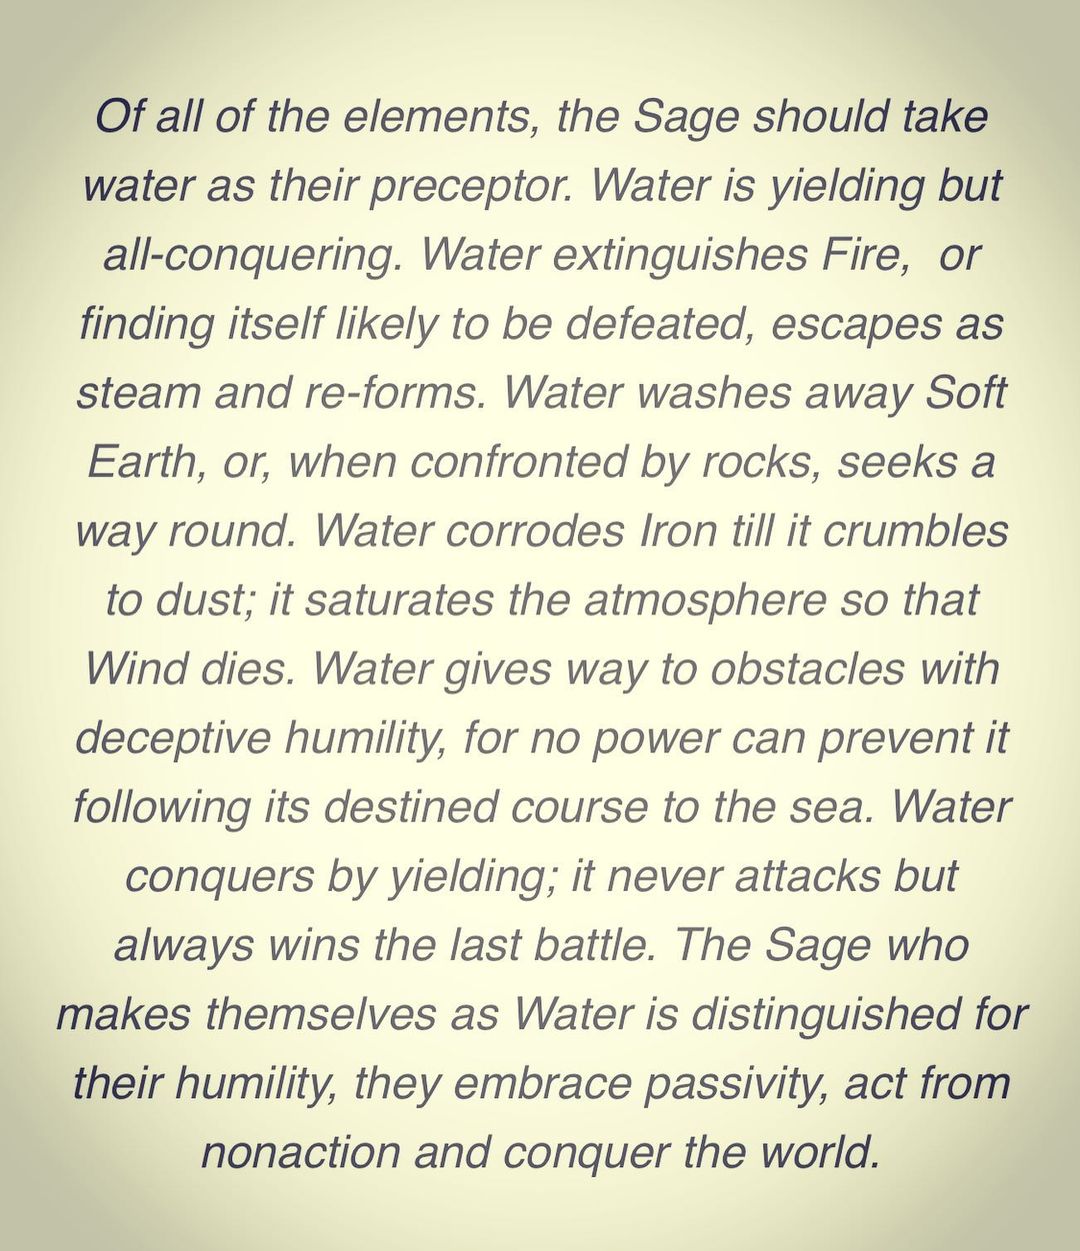 Of all of the elements, the Sage should take
water as their preceptor. Water is yielding but
all-conquering. Water extinguishes Fire,  or
finding itself likely to be defeated, escapes as
steam and re-forms. Water washes away Soft
Earth, or, when confronted by rocks, seeks a
way round. Water corrodes Iron till it crumbles
to dust; it saturates the atmosphere so that
Wind dies. Water gives way to obstacles with
deceptive humility, for no power can prevent it
following its destined course to the sea. Water
conquers by yielding; it never attacks but
always wins the last battle. The Sage who
makes themselves as Water is distinguished for
their humility, they embrace passivity, act from
nonaction and conquer the world.